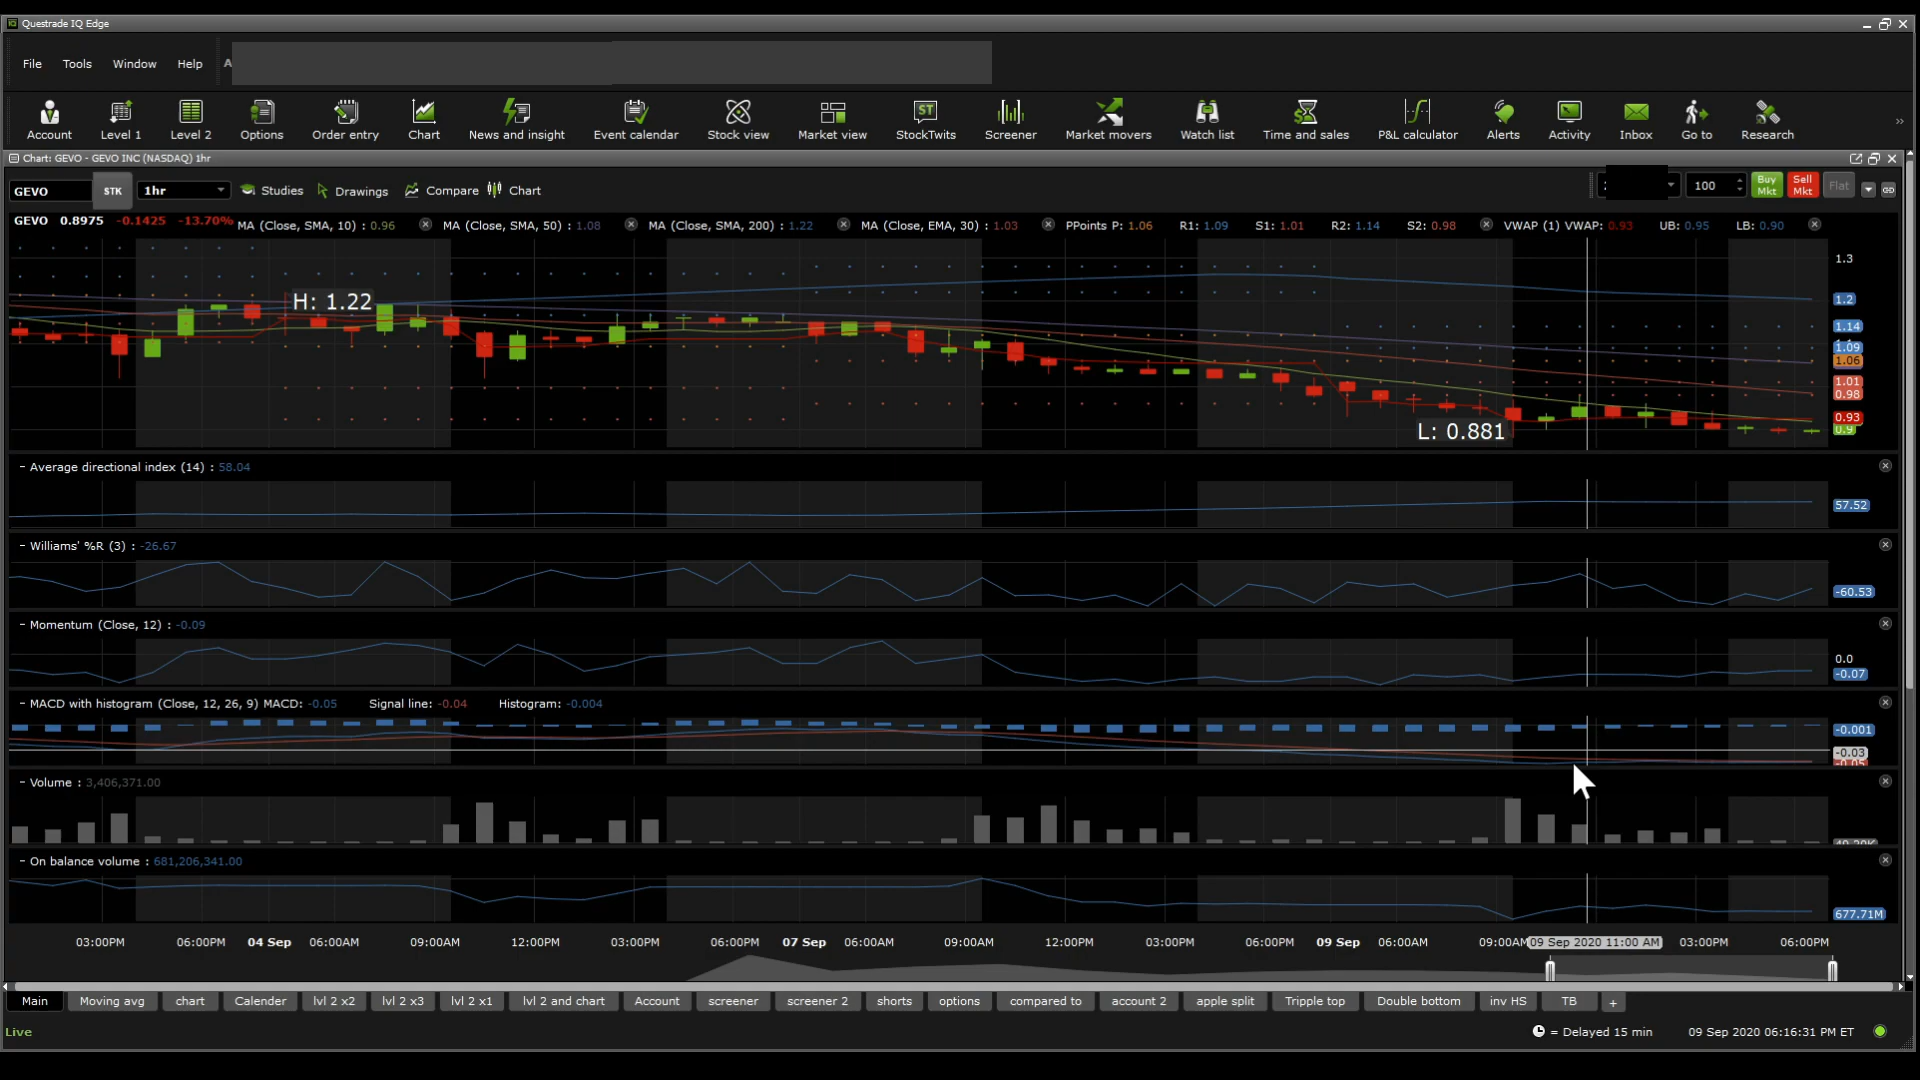 Questrade IQ Edge
File Tools Window Help A
Account Level 1 Level 2 Options Order entry Chart News and insight Event calendar Stock view Market view StockTwits Screener Market movers Watch list Time and sales P&L calculator Alerts Activity Inbox Go to Research
Chart: GEVO - GEVO INC (NASDAQ) 1hr
GEVO STK 1hr Studies Drawings Compare Chart 100 Buy Mkt Sell Mkt Flat
GEVO 0.8975 -0.1425 -13.70% MA (Close, SMA, 10) : 0.96 MA (Close, SMA, 50) : 1.08 MA (Close, SMA, 200) : 1.22 MA (Close, EMA, 30) : 1.03 PPoints P: 1.06 R1: 1.09 S1: 1.01 R2: 1.14 S2: 0.98 VWAP (1) VWAP: 0.93 UB: 0.95 LB: 0.90
1.3
H: 1.22
1.2
1.14
1.09
1.06
1.01
0.98
0.93
0.9
L: 0.881
- Average directional index (14) : 58.04
57.52
- Williams' %R (3) : -26.67
-60.53
- Momentum (Close, 12) : -0.09
0.0
-0.07
- MACD with histogram (Close, 12, 26, 9) MACD: -0.05 Signal line: -0.04 Histogram: -0.004
-0.001
-0.03
-0.05
- Volume : 3,406,371.00
- On balance volume : 681,206,341.00
677.71M
03:00PM 06:00PM 04 Sep 06:00AM 09:00AM 12:00PM 03:00PM 06:00PM 07 Sep 06:00AM 09:00AM 12:00PM 03:00PM 06:00PM 09 Sep 06:00AM 09:00AM 09 Sep 2020 11:00 AM 03:00PM 06:00PM
Main Moving avg chart Calender lvl 2 x2 lvl 2 x3 lvl 2 x1 lvl 2 and chart Account screener screener 2 shorts options compared to account 2 apple split Tripple top Double bottom inv HS TB +
Live = Delayed 15 min 09 Sep 2020 06:16:31 PM ET